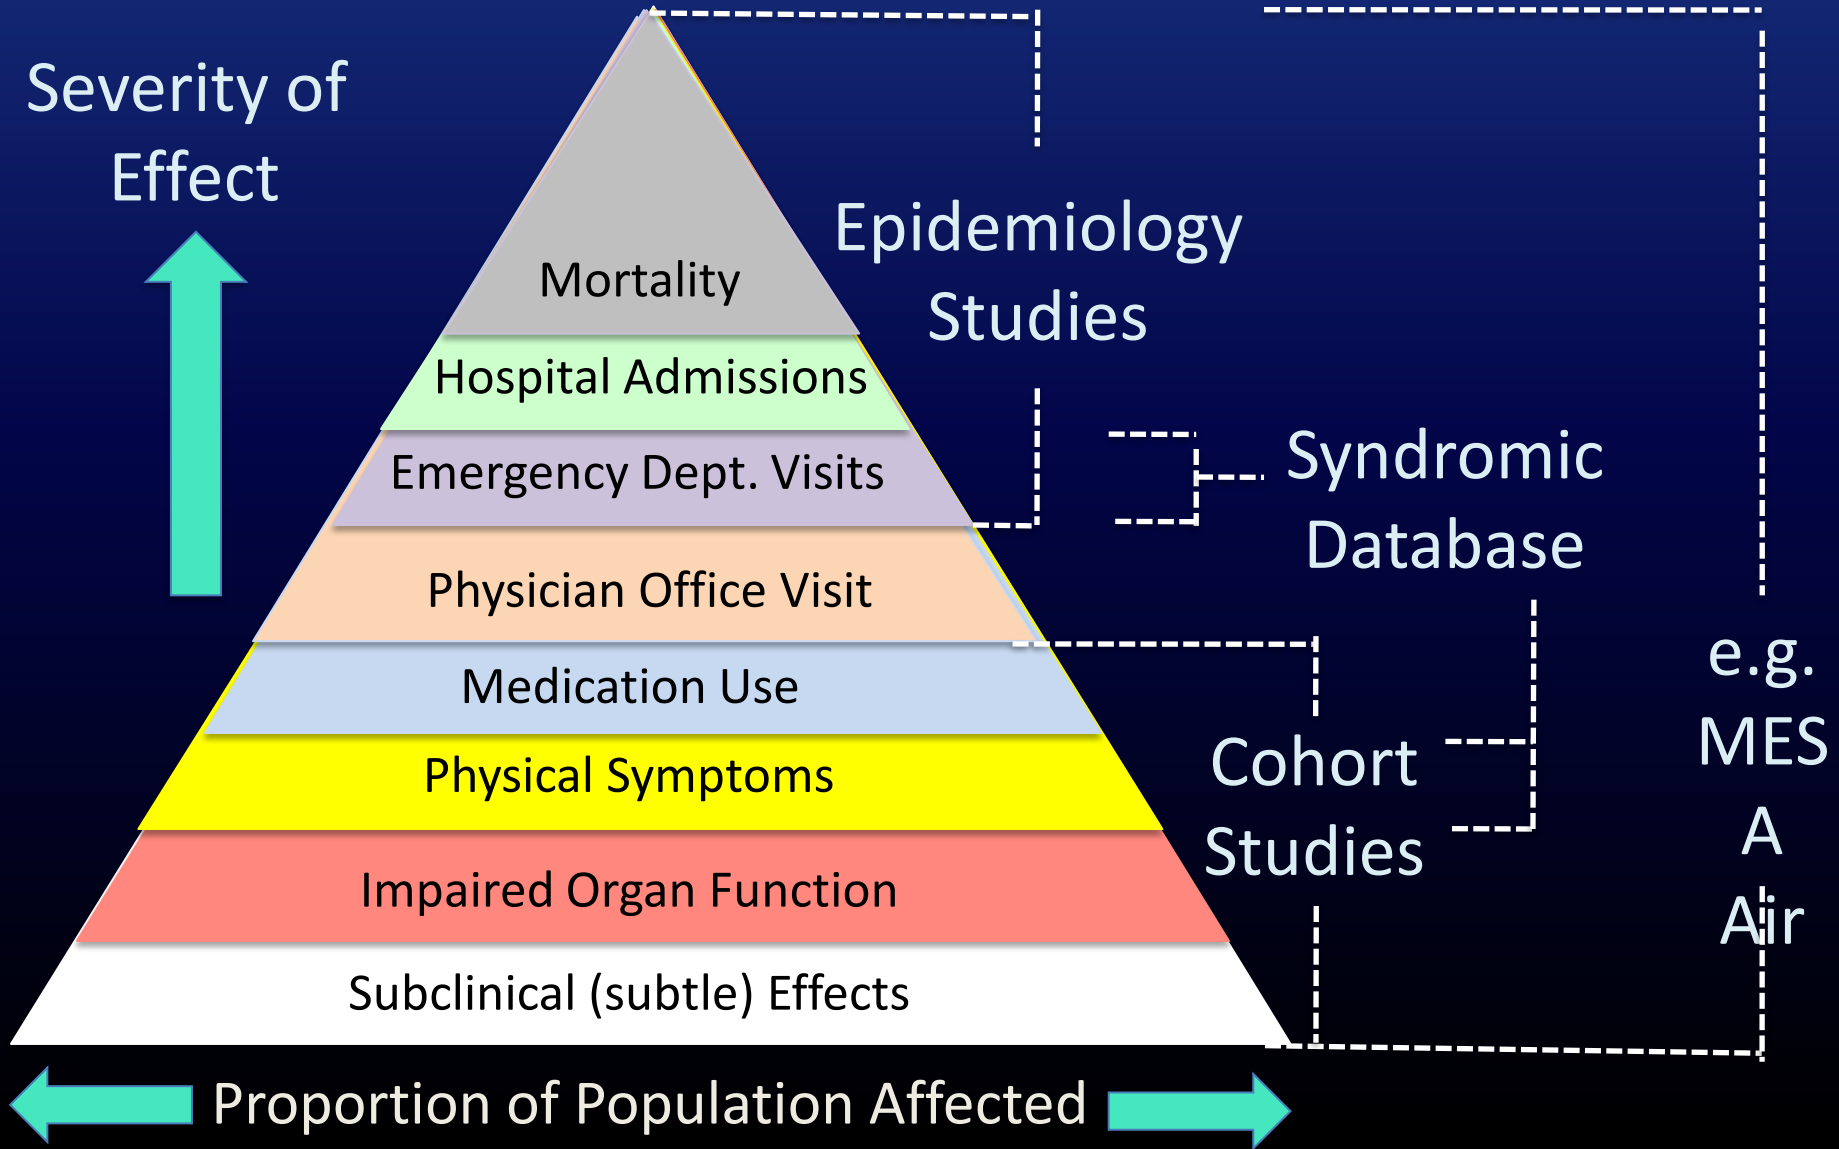 Severity of
Effect
Mortality
Hospital Admissions
Emergency Dept. Visits
Physician Office Visit
Medication Use
Physical Symptoms
Impaired Organ Function
Subclinical (subtle) Effects
Proportion of Population Affected
Epidemiology
Studies
Syndromic
Database
Cohort
Studies
e.g.
MES
A
Air